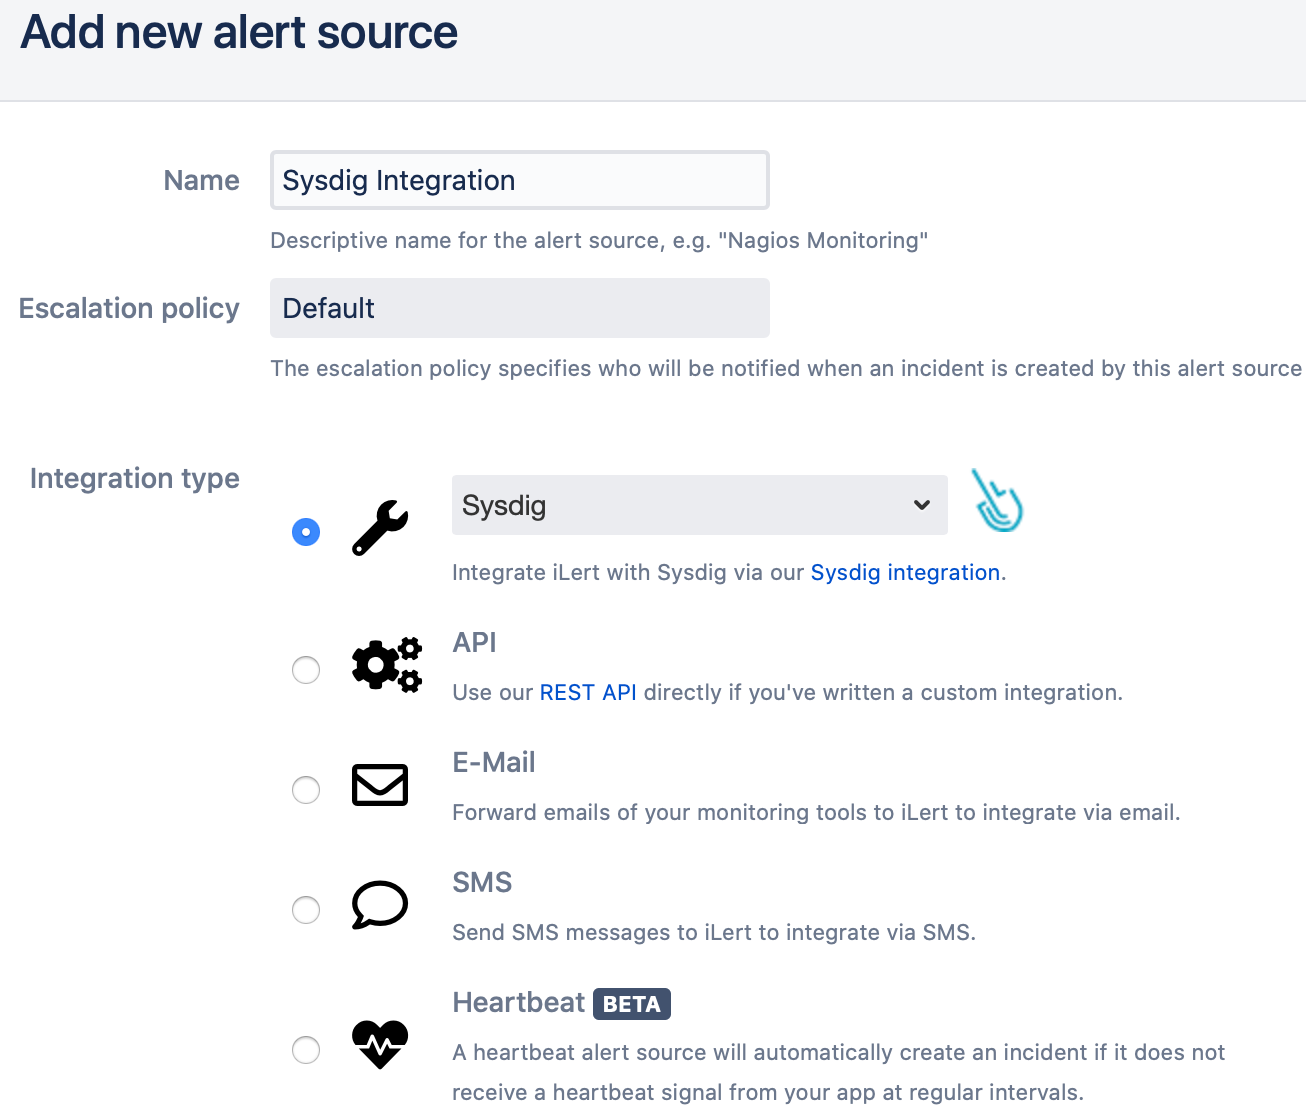 Add new alert source
Name
Sysdig Integration
Descriptive name for the alert source, e.g. "Nagios Monitoring"
Escalation policy
Default
The escalation policy specifies who will be notified when an incident is created by this alert source
Integration type
Sysdig
Integrate iLert with Sysdig via our Sysdig integration.
API
Use our REST API directly if you've written a custom integration.
E-Mail
Forward emails of your monitoring tools to iLert to integrate via email.
SMS
Send SMS messages to iLert to integrate via SMS.
Heartbeat BETA
A heartbeat alert source will automatically create an incident if it does not
receive a heartbeat signal from your app at regular intervals.